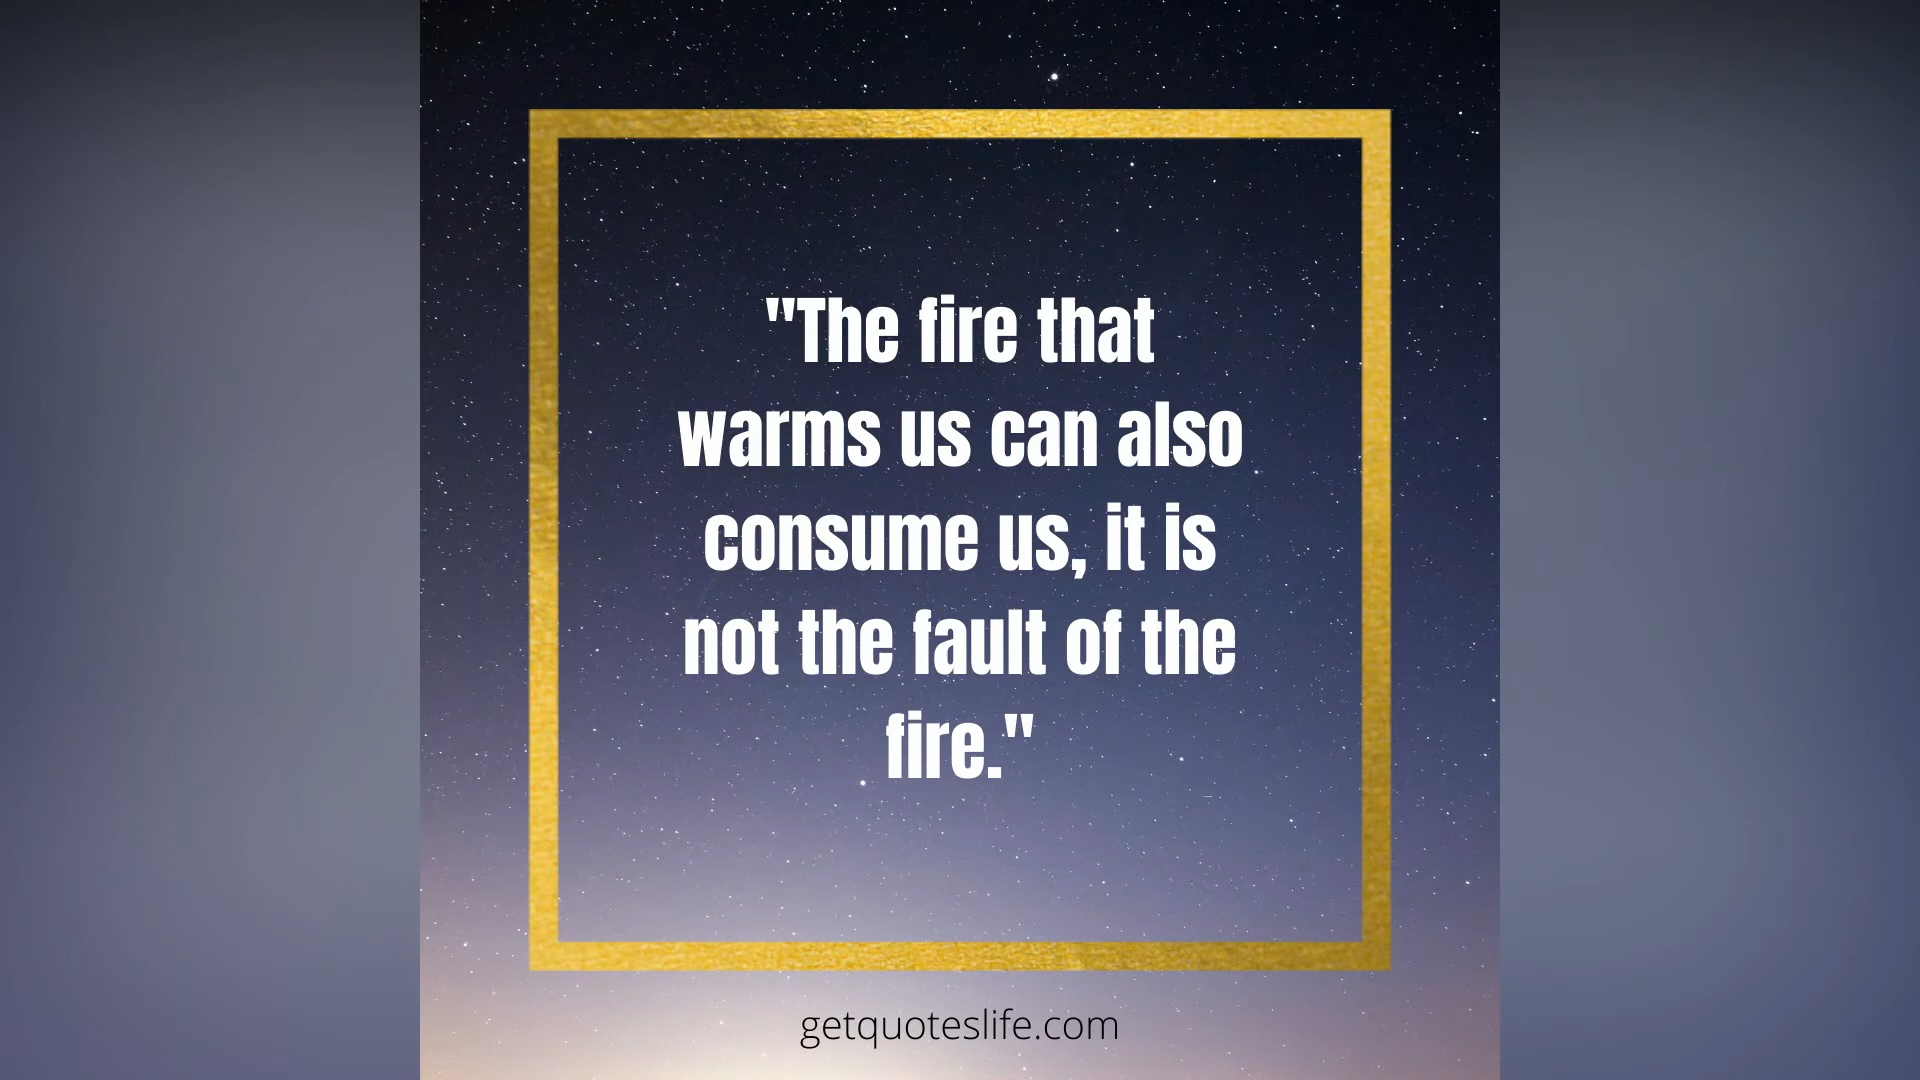 "The fire that
warms us can also
consume us, it is
not the fault of the
fire."
getquoteslife.com